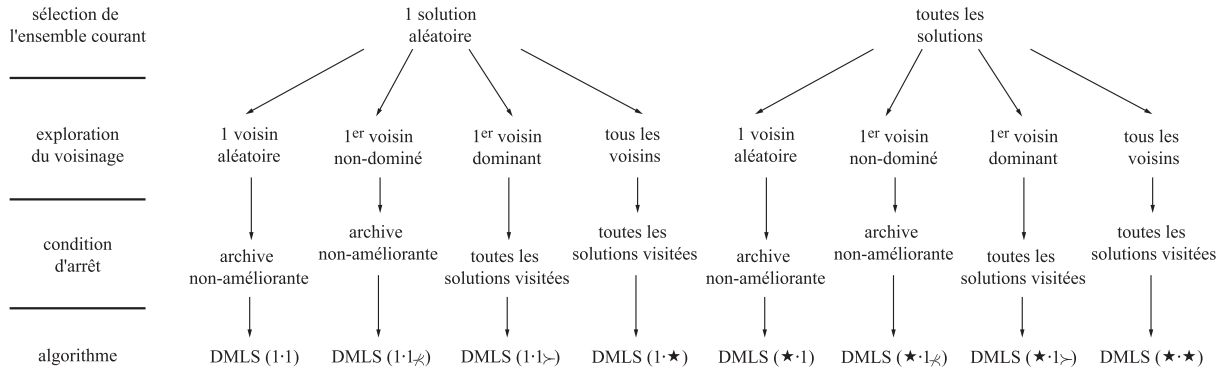 sélection de
l'ensemble courant
1 solution
aléatoire
toutes les
solutions
exploration
du voisinage
1 voisin
aléatoire
1er voisin
non-dominé
1er voisin
dominant
tous les
voisins
1 voisin
aléatoire
1er voisin
non-dominé
1er voisin
dominant
tous les
voisins
condition
d'arrêt
archive
non-améliorante
archive
non-améliorante
toutes les
solutions visitées
toutes les
solutions visitées
archive
non-améliorante
archive
non-améliorante
toutes les
solutions visitées
toutes les
solutions visitées
algorithme
DMLS (1·1)
DMLS (1·1⊀)
DMLS (1·1≻)
DMLS (1·★)
DMLS (★·1)
DMLS (★·1⊀)
DMLS (★·1≻)
DMLS (★·★)